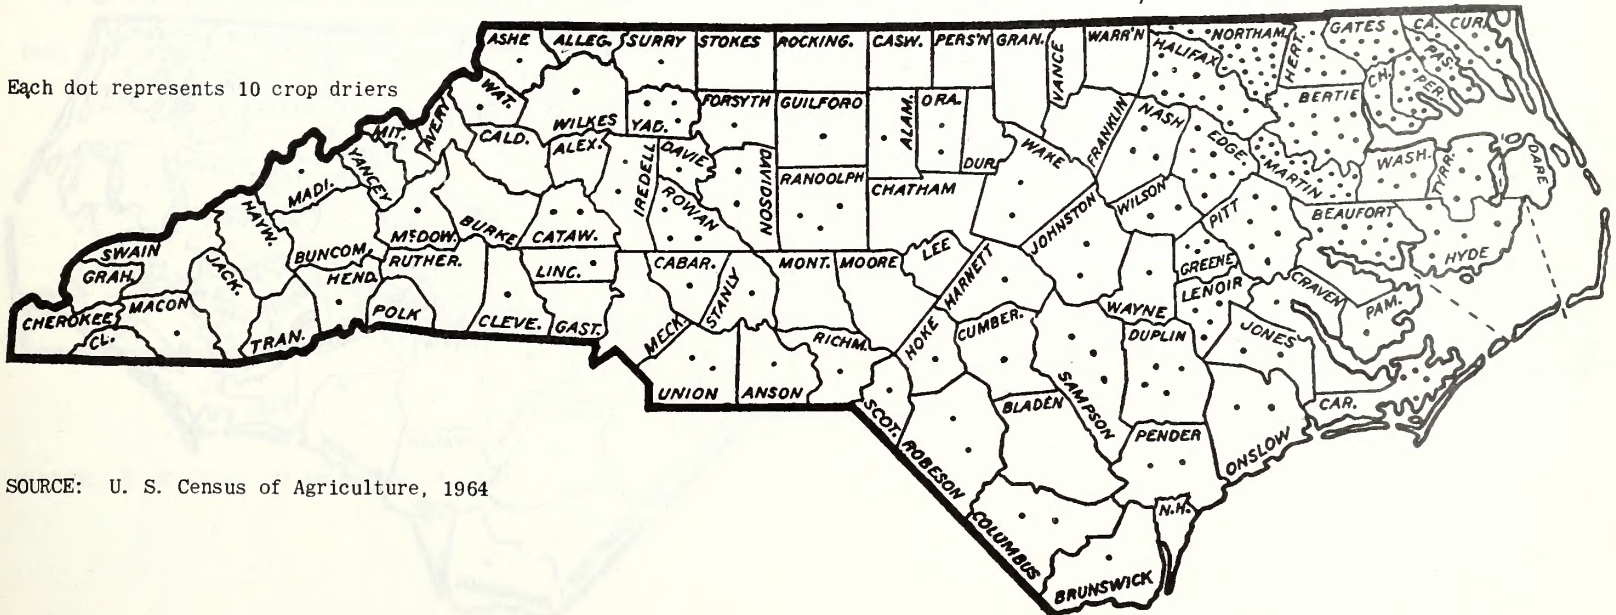 Each dot represents 10 crop driers
ASHE ALLEG. SURRY STOKES ROCKING. CASW. PERS'N GRAN. VANCE WARR'N HALIFAX NORTHAM. HERT. GATES CA. CUR.
PAS.
PER.
CH.
WAT. WILKES YAD. FORSYTH GUILFORO ALAM. ORA. DUR. FRANKLIN NASH EDGE. BERTIE
MIT. AVERY CALD. ALEX. IREDELL DAVIE DAVIOSON RANOOLPH CHATHAM WAKE MARTIN WASH. TYRR. DARE
MADI. YANCEY BURKE CATAW. ROWAN JOHNSTON WILSON PITT BEAUFORT HYDE
SWAIN HAYW. BUNCOM. McDOW. RUTHER. LINC. CABAR. STANLY MONT. MOORE LEE HARNETT GREENE
GRAH. JACK. HEND. POLK CLEVE. GAST. MECK. RICHM. HOKE CUMBER. WAYNE LENOIR CRAVEN PAM.
CHEROKEE MACON TRAN. CL.
DUPLIN JONES
UNION ANSON SCOT. ROBESON BLADEN SAMPSON PENDER ONSLOW CAR.
COLUMBUS BRUNSWICK N.H.
SOURCE: U. S. Census of Agriculture, 1964